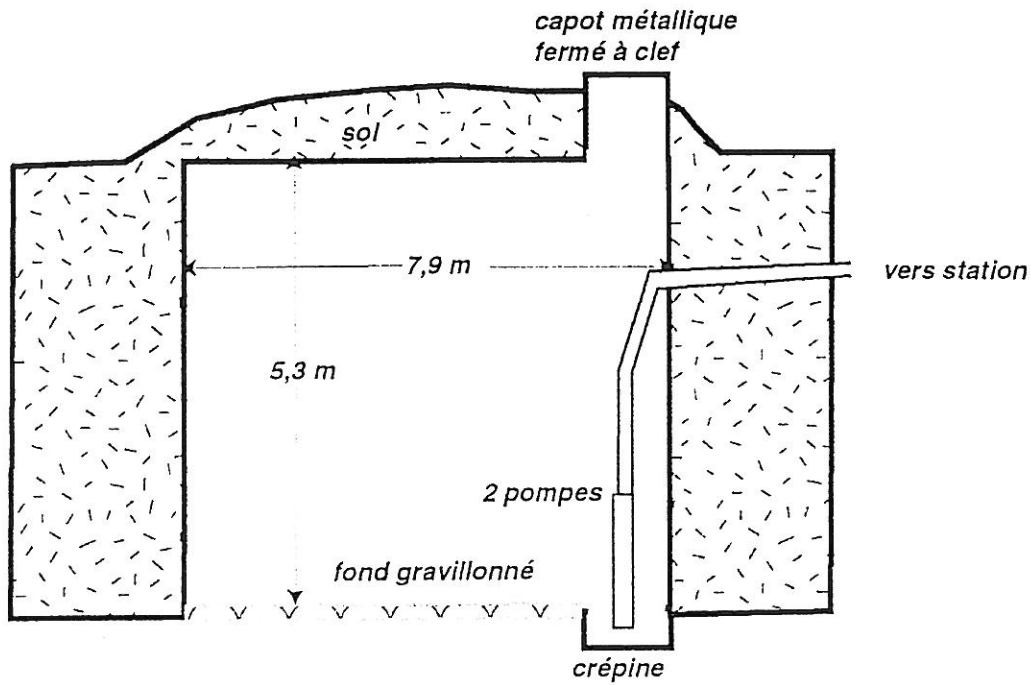 capot métallique
fermé à clef
sol
7,9 m
vers station
5,3 m
2 pompes
fond gravillonné
crépine